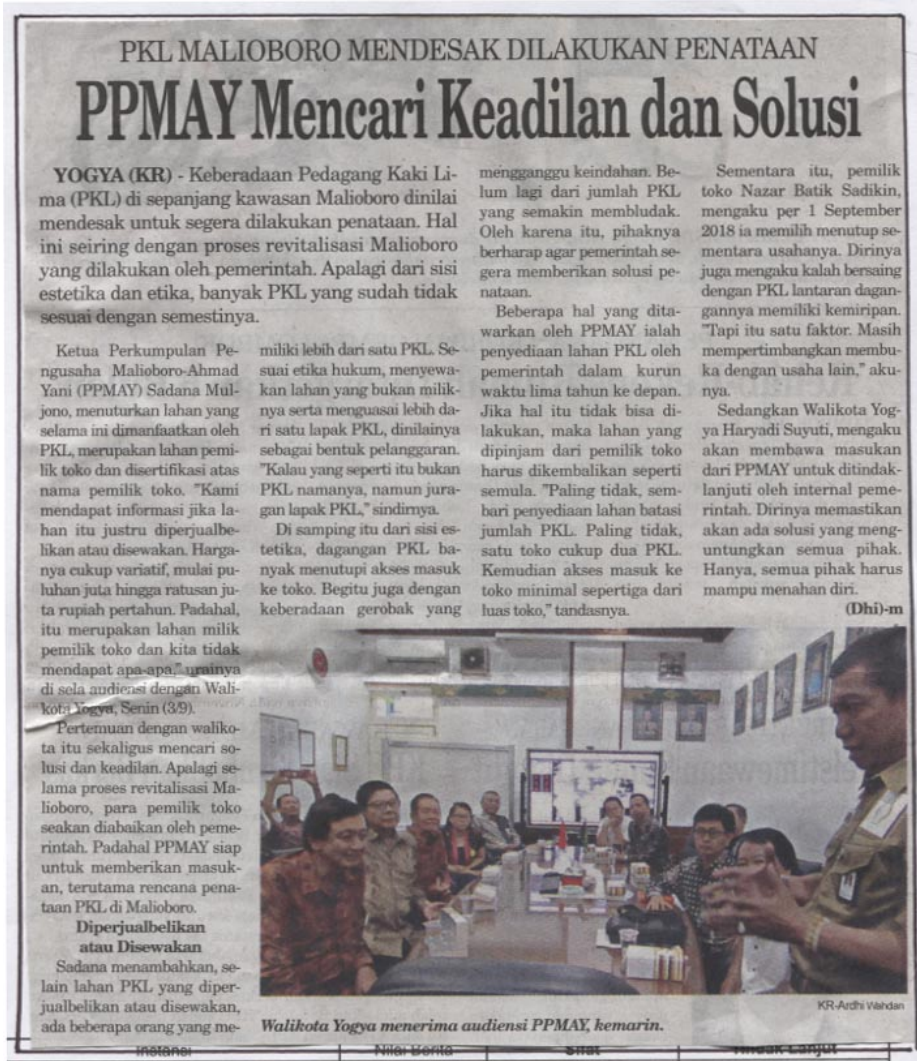 PKL MALIOBORO MENDESAK DILAKUKAN PENATAAN
PPMAY Mencari Keadilan dan Solusi
YOGYA (KR) - Keberadaan Pedagang Kaki Li-
ma (PKL) di sepanjang kawasan Malioboro dinilai
mendesak untuk segera dilakukan penataan. Hal
ini seiring dengan proses revitalisasi Malioboro
yang dilakukan oleh pemerintah. Apalagi dari sisi
estetika dan etika, banyak PKL yang sudah tidak
sesuai dengan semestinya.
Ketua Perkumpulan Pe-
ngusaha Malioboro-Ahmad
Yani (PPMAY) Sadana Mul-
jono, menuturkan lahan yang
selama ini dimanfaatkan oleh
PKL, merupakan lahan pemi-
lik toko dan disertifikasi atas
nama pemilik toko. "Kami
mendapat informasi jika la-
han itu justru diperjualbe-
likan atau disewakan. Harga-
nya cukup variatif, mulai pu-
luhan juta hingga ratusan ju-
ta rupiah pertahun. Padahal,
itu merupakan lahan milik
pemilik toko dan kita tidak
mendapat apa-apa," urainya
di sela audiensi dengan Wali-
kota Yogya, Senin (3/9).
Pertemuan dengan waliko-
ta itu sekaligus mencari so-
lusi dan keadilan. Apalagi se-
lama proses revitalisasi Ma-
lioboro, para pemilik toko
seakan diabaikan oleh peme-
rintah. Padahal PPMAY siap
untuk memberikan masuk-
an, terutama rencana pena-
taan PKL di Malioboro.
Diperjualbelikan
atau Disewakan
Sadana menambahkan, se-
lain lahan PKL yang diper-
jualbelikan atau disewakan,
ada beberapa orang yang me-
miliki lebih dari satu PKL. Se-
suai etika hukum, menyewa-
kan lahan yang bukan milik-
nya serta menguasai lebih da-
ri satu lapak PKL, dinilainya
sebagai bentuk pelanggaran.
"Kalau yang seperti itu bukan
PKL namanya, namun jura-
gan lapak PKL," sindirnya.
Di samping itu dari sisi es-
tetika, dagangan PKL ba-
nyak menutupi akses masuk
ke toko. Begitu juga dengan
keberadaan gerobak yang
mengganggu keindahan. Be-
lum lagi dari jumlah PKL
yang semakin membludak.
Oleh karena itu, pihaknya
berharap agar pemerintah se-
gera memberikan solusi pe-
nataan.
Beberapa hal yang dita-
warkan oleh PPMAY ialah
penyediaan lahan PKL oleh
pemerintah dalam kurun
waktu lima tahun ke depan.
Jika hal itu tidak bisa di-
lakukan, maka lahan yang
dipinjam dari pemilik toko
harus dikembalikan seperti
semula. "Paling tidak, sem-
bari penyediaan lahan batasi
jumlah PKL. Paling tidak,
satu toko cukup dua PKL.
Kemudian akses masuk ke
toko minimal sepertiga dari
luas toko," tandasnya.
Sementara itu, pemilik
toko Nazar Batik Sadikin,
mengaku per 1 September
2018 ia memilih menutup se-
mentara usahanya. Dirinya
juga mengaku kalah bersaing
dengan PKL lantaran dagan-
gannya memiliki kemiripan.
"Tapi itu satu faktor. Masih
mempertimbangkan membu-
ka dengan usaha lain," aku-
nya.
Sedangkan Walikota Yog-
ya Haryadi Suyuti, mengaku
akan membawa masukan
dari PPMAY untuk ditindak-
lanjuti oleh internal peme-
rintah. Dirinya memastikan
akan ada solusi yang meng-
untungkan semua pihak.
Hanya, semua pihak harus
mampu menahan diri.
(Dhi)-m
KR-Ardhi Wahdan
Walikota Yogya menerima audiensi PPMAY, kemarin.
Instansi
Nilai Berita
Sifat
Tindak Lanjut